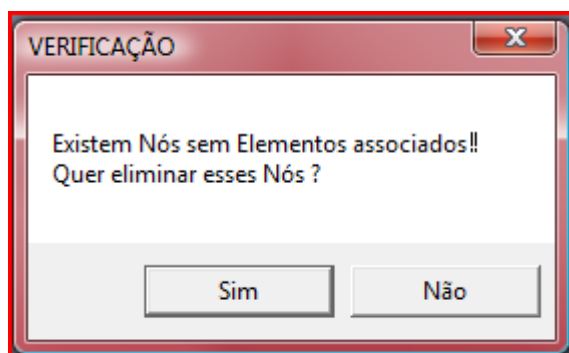 VERIFICAÇÃO
Existem Nós sem Elementos associados!!
Quer eliminar esses Nós ?
Sim
Não